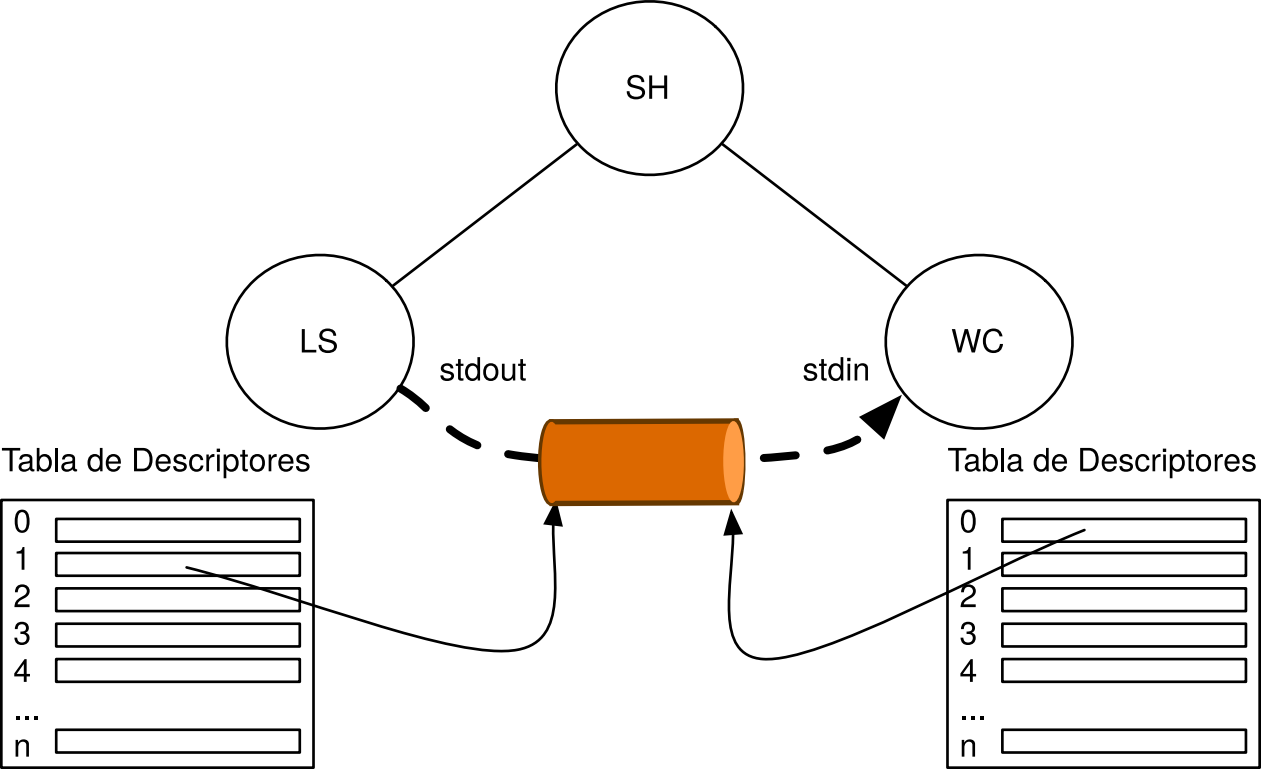 SH
LS
WC
stdout
stdin
Tabla de Descriptores
0
1
2
3
4
...
n
Tabla de Descriptores
0
1
2
3
4
...
n